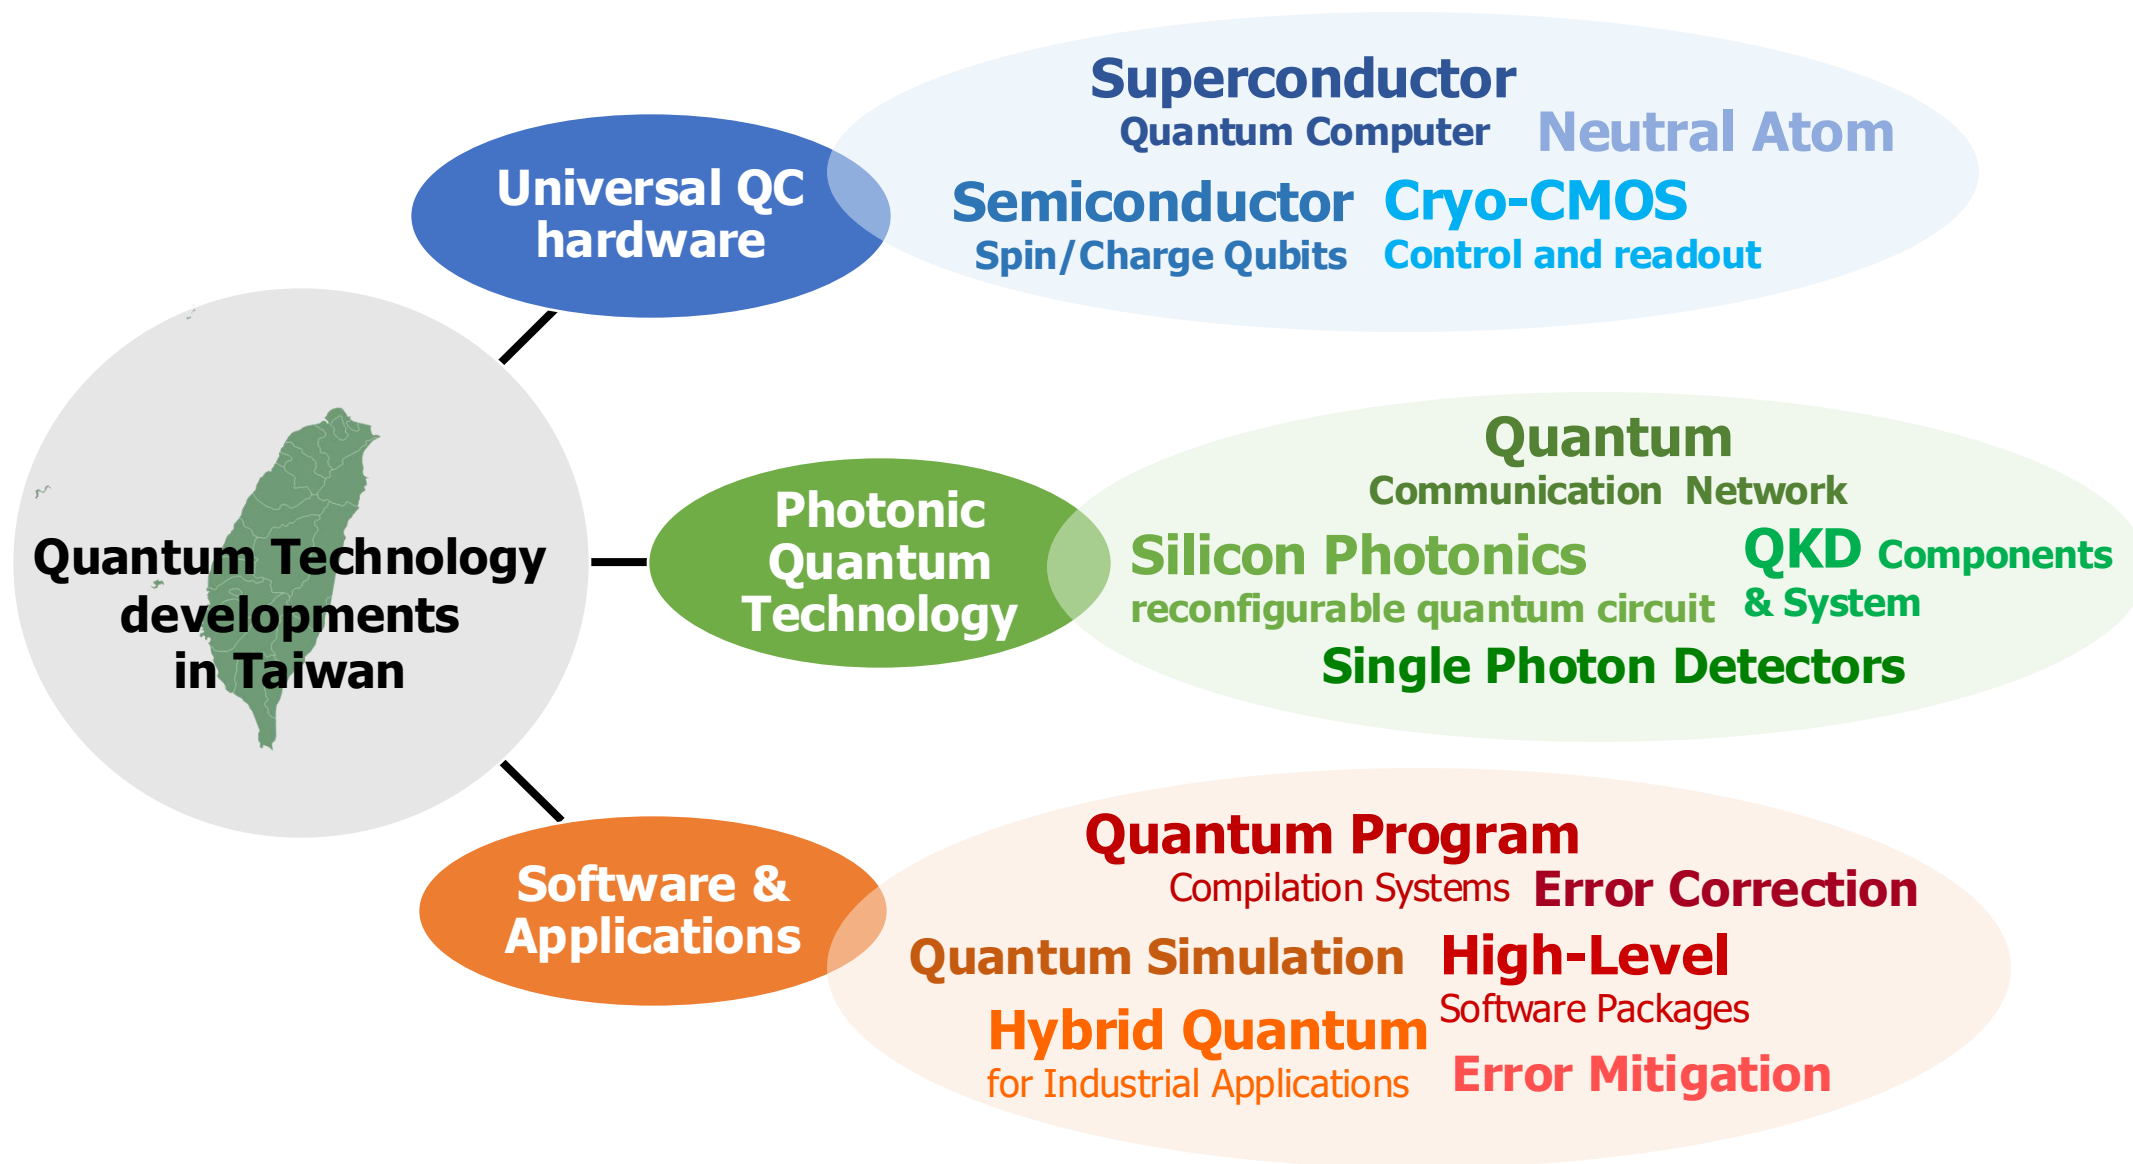 Quantum Technology
developments
in Taiwan
Universal QC
hardware
Superconductor
Quantum Computer
Neutral Atom
Semiconductor
Spin/Charge Qubits
Cryo-CMOS
Control and readout
Photonic
Quantum
Technology
Quantum
Communication Network
Silicon Photonics
reconfigurable quantum circuit
QKD Components
& System
Single Photon Detectors
Software &
Applications
Quantum Program
Compilation Systems
Error Correction
Quantum Simulation
High-Level
Software Packages
Hybrid Quantum
for Industrial Applications
Error Mitigation